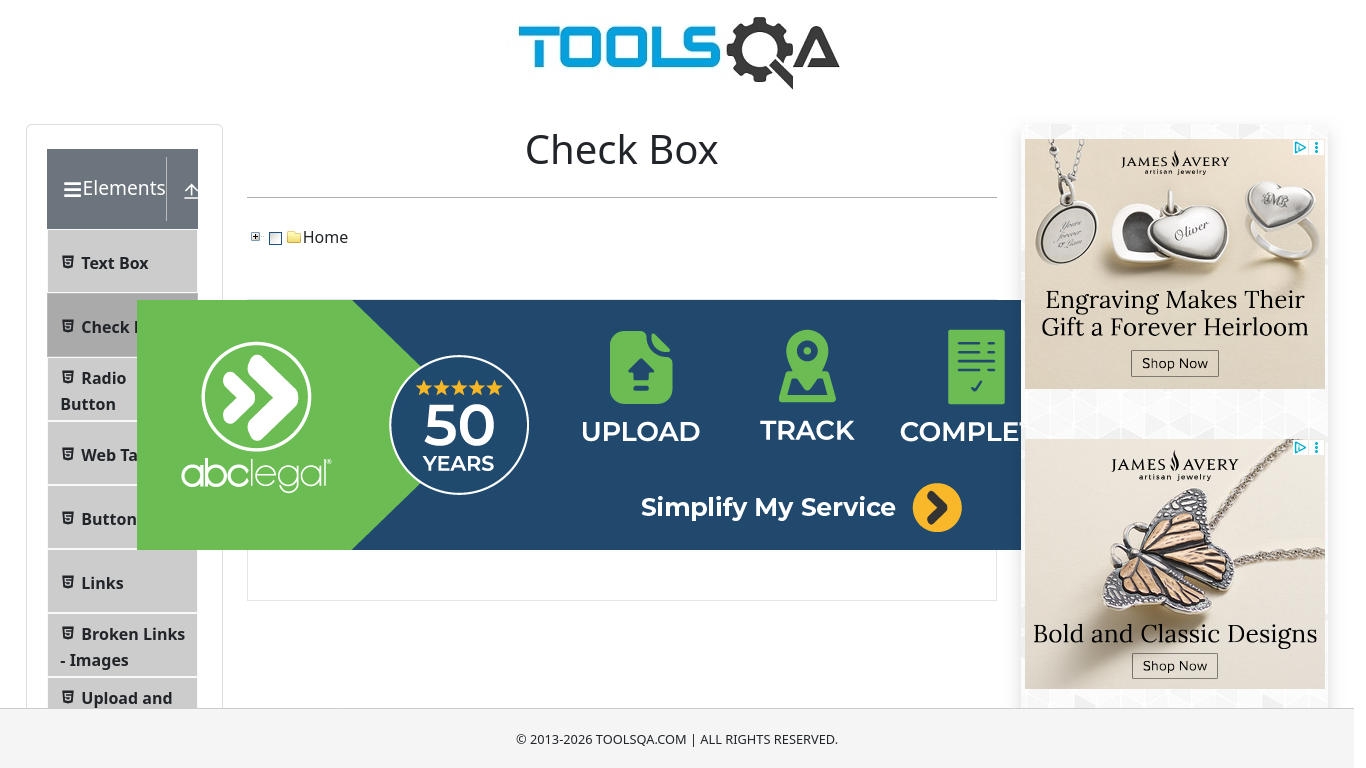 TOOLSQA
Check Box
Elements
Text Box
Check
Radio
Button
Web Ta
Button
Links
Broken Links
- Images
Upload and
Home
abclegal
50
YEARS
UPLOAD
TRACK
COMPLET
Simplify My Service
JAMES AVERY
artisan jewelry
Yours
forever
& Liam
Oliver
Engraving Makes Their
Gift a Forever Heirloom
Shop Now
JAMES AVERY
artisan jewelry
Bold and Classic Designs
Shop Now
© 2013-2026 TOOLSQA.COM | ALL RIGHTS RESERVED.